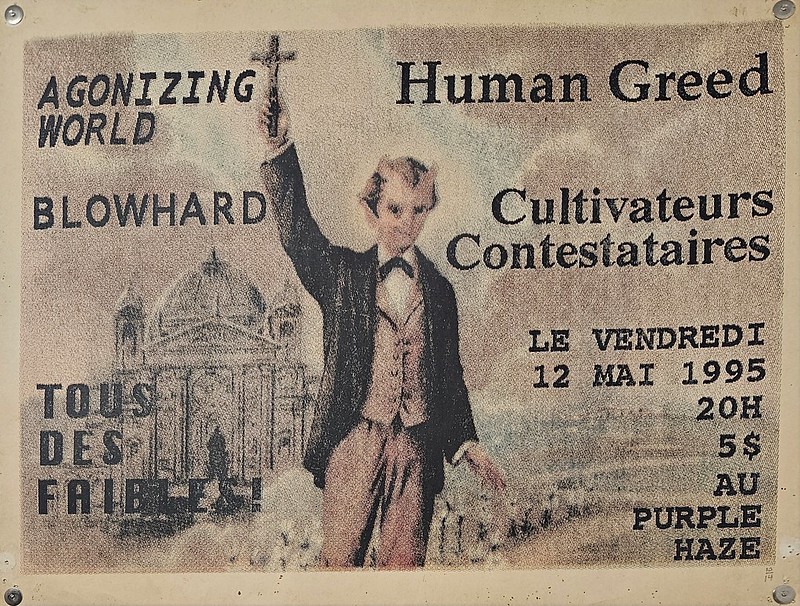 AGONIZING
WORLD
BLOWHARD
TOUS
DES
FAIBLES!
Human Greed
Cultivateurs
Contestataires
LE VENDREDI
12 MAI 1995
20H
5$
AU
PURPLE
HAZE